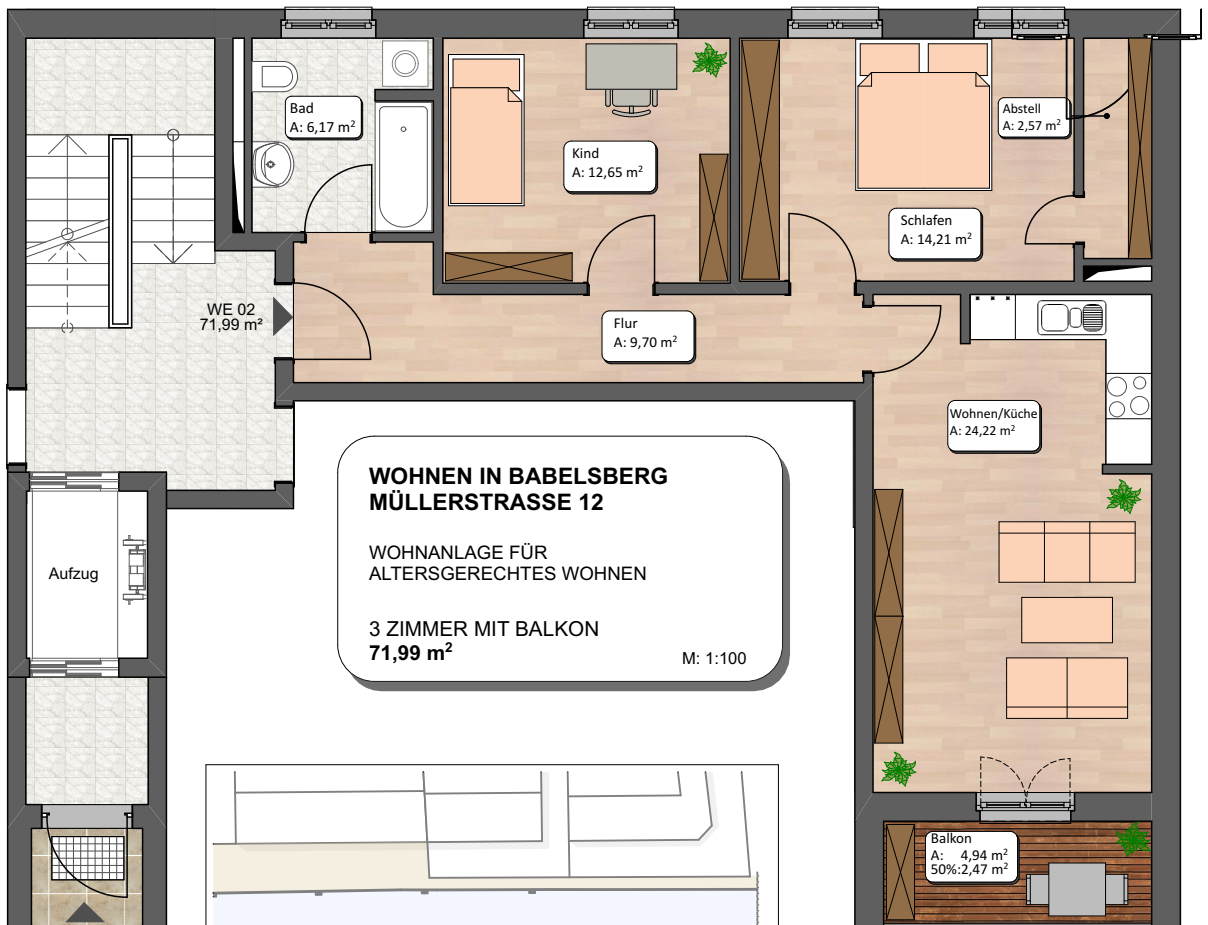 Bad
A: 6,17 m²
Kind
A: 12,65 m²
Abstell
A: 2,57 m²
Schlafen
A: 14,21 m²
WE 02
71,99 m²
Flur
A: 9,70 m²
Wohnen/Küche
A: 24,22 m²
WOHNEN IN BABELSBERG
MÜLLERSTRASSE 12
WOHNANLAGE FÜR
ALTERSGERECHTES WOHNEN
3 ZIMMER MIT BALKON
71,99 m²
M: 1:100
Aufzug
Balkon
A: 4,94 m²
50%:2,47 m²